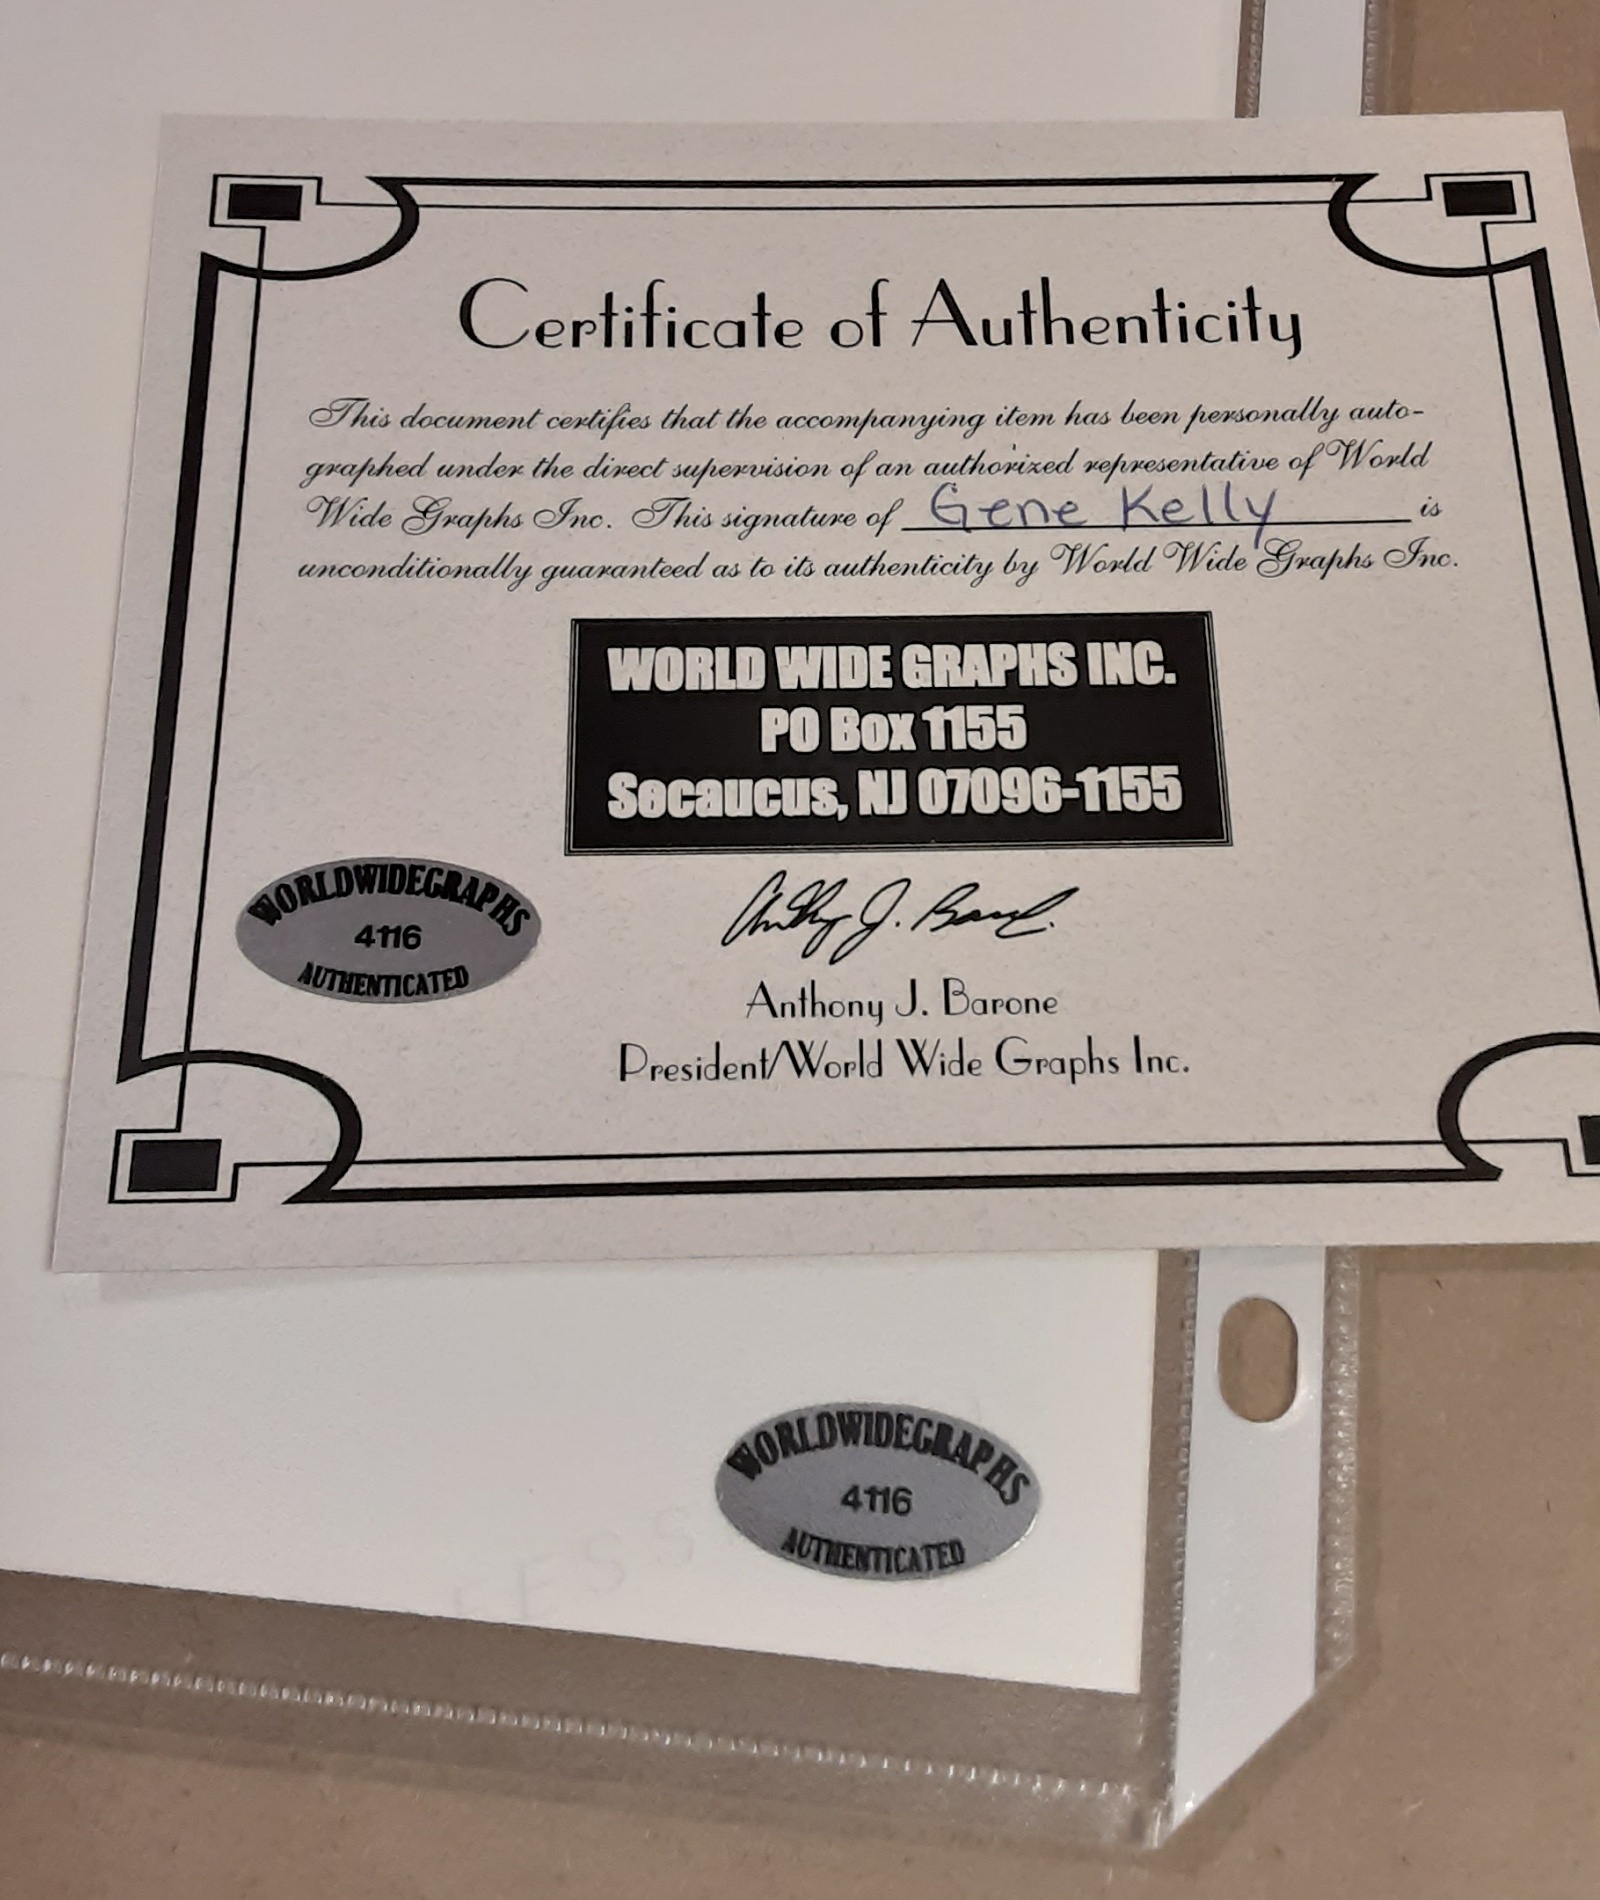 Certificate of Authenticity
This document certifies that the accompanying item has been personally auto-
graphed under the direct supervision of an authorized representative of World
Wide Graphs Inc. This signature of Gene Kelly is
unconditionally guaranteed as to its authenticity by World Wide Graphs Inc.
WORLD WIDE GRAPHS INC.
PO Box 1155
Secaucus, NJ 07096-1155
WORLDWIDEGRAPHS
4116
AUTHENTICATED
Anthony J. Barone
Anthony J. Barone
President/World Wide Graphs Inc.
WORLDWIDEGRAPHS
4116
AUTHENTICATED